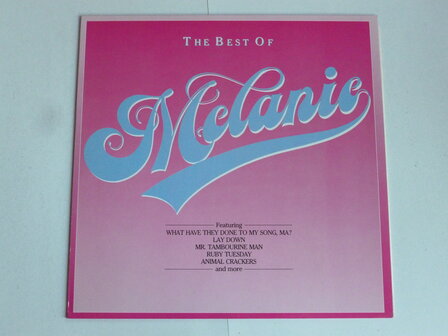 THE BEST OF
Melanie
Featuring
WHAT HAVE THEY DONE TO MY SONG, MA?
LAY DOWN
MR. TAMBOURINE MAN
RUBY TUESDAY
ANIMAL CRACKERS
and more